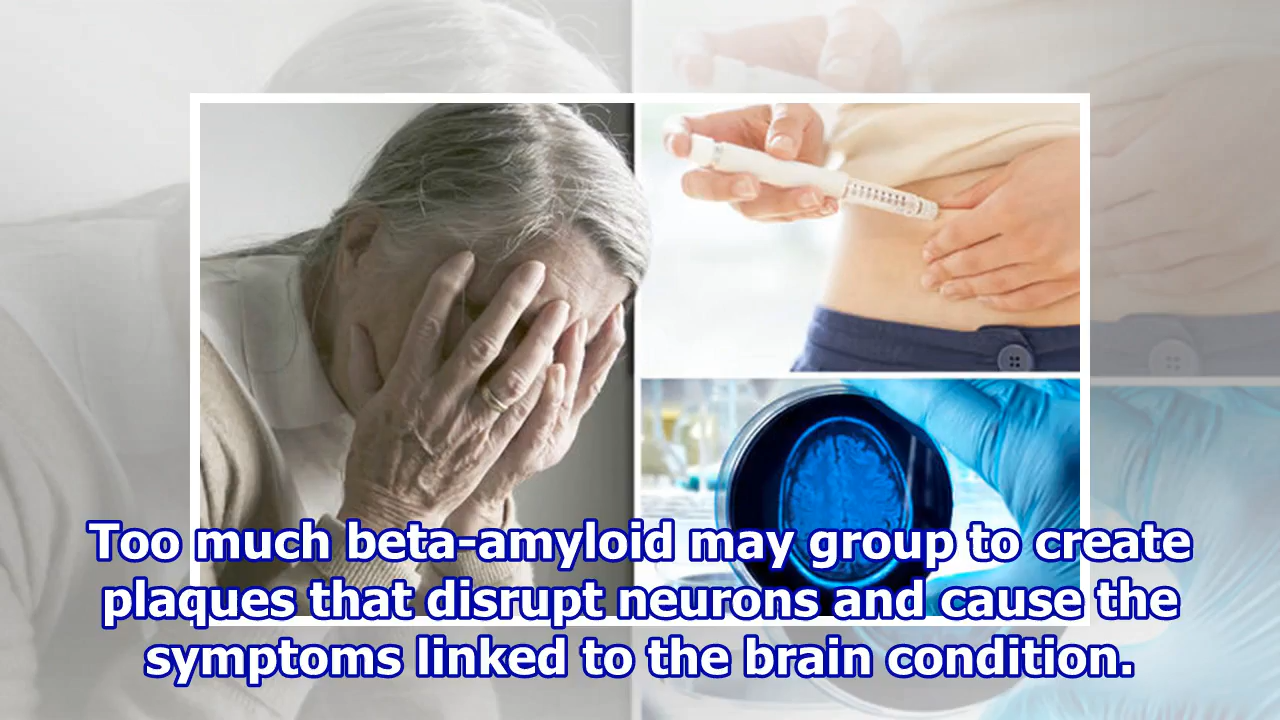 Too much beta-amyloid may group to create
plaques that disrupt neurons and cause the
symptoms linked to the brain condition.